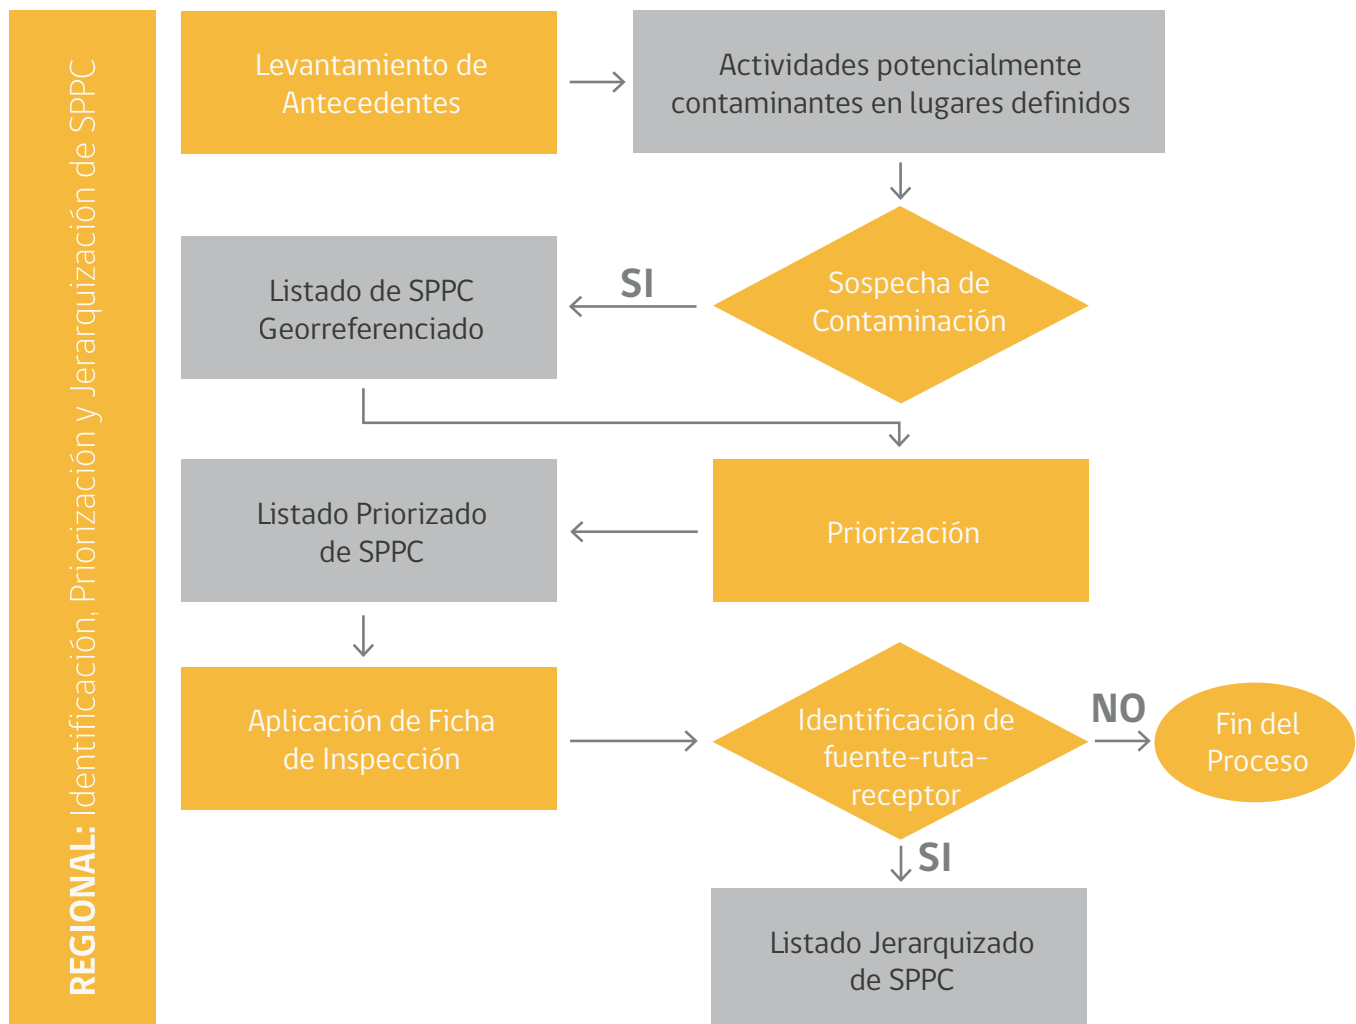 REGIONAL: Identificación, Priorización y Jerarquización de SPPC
Levantamiento de
Antecedentes
Actividades potencialmente
contaminantes en lugares definidos
Sospecha de
Contaminación
SI
Listado de SPPC
Georreferenciado
Priorización
Listado Priorizado
de SPPC
Aplicación de Ficha
de Inspección
Identificación de
fuente-ruta-
receptor
NO
Fin del
Proceso
SI
Listado Jerarquizado
de SPPC